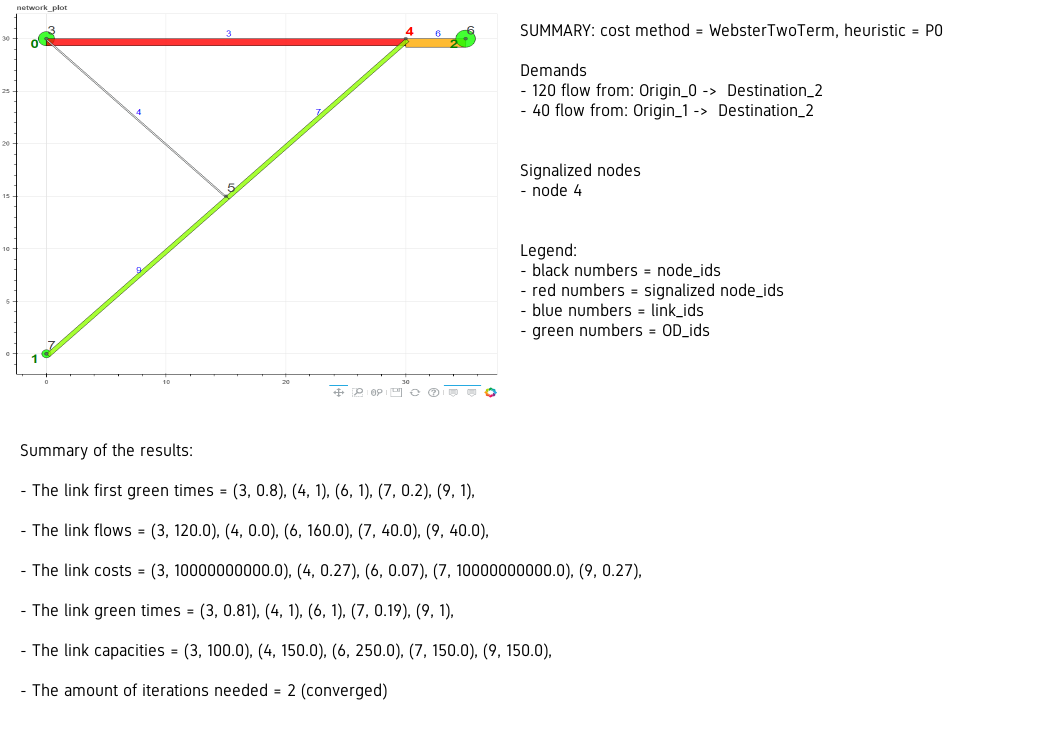 network_plot
30
25
20
15
10
5
0
0
10
20
30
3
0
3
4
6
6
2
4
7
5
9
7
1
SUMMARY: cost method = WebsterTwoTerm, heuristic = P0
Demands
- 120 flow from: Origin_0 -> Destination_2
- 40 flow from: Origin_1 -> Destination_2
Signalized nodes
- node 4
Legend:
- black numbers = node_ids
- red numbers = signalized node_ids
- blue numbers = link_ids
- green numbers = OD_ids
Summary of the results:
- The link first green times = (3, 0.8), (4, 1), (6, 1), (7, 0.2), (9, 1),
- The link flows = (3, 120.0), (4, 0.0), (6, 160.0), (7, 40.0), (9, 40.0),
- The link costs = (3, 10000000000.0), (4, 0.27), (6, 0.07), (7, 10000000000.0), (9, 0.27),
- The link green times = (3, 0.81), (4, 1), (6, 1), (7, 0.19), (9, 1),
- The link capacities = (3, 100.0), (4, 150.0), (6, 250.0), (7, 150.0), (9, 150.0),
- The amount of iterations needed = 2 (converged)